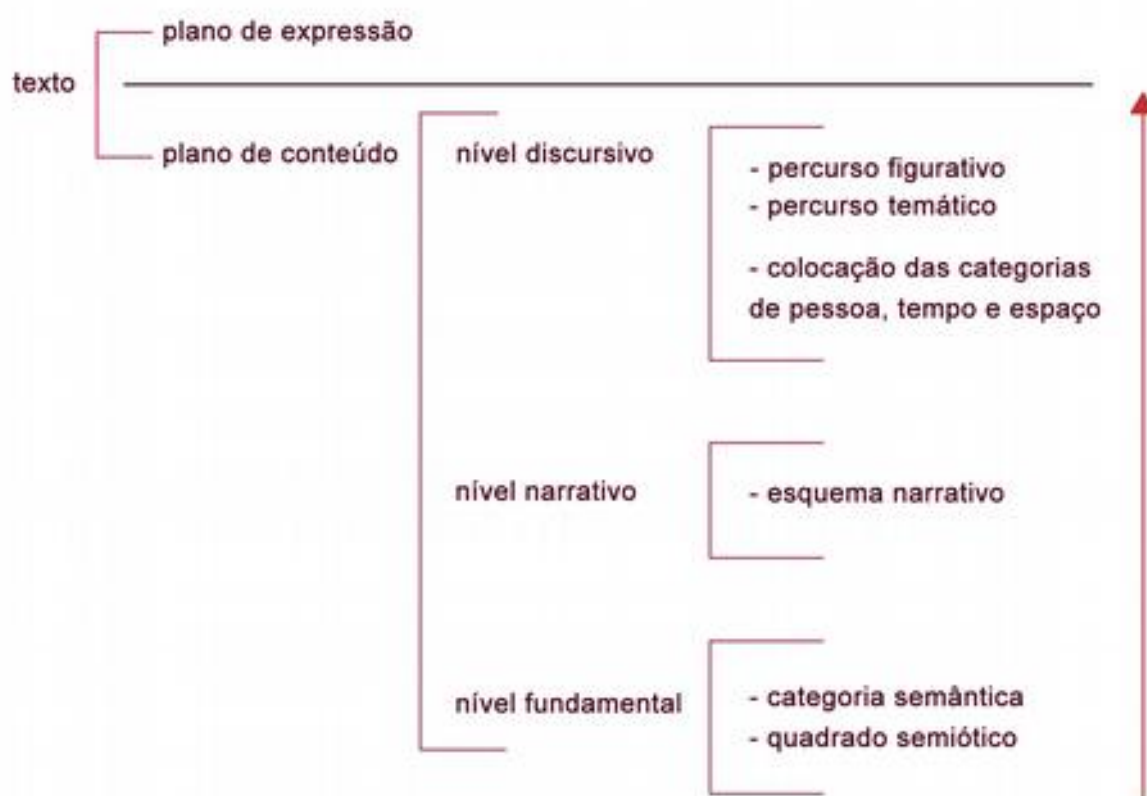 plano de expressão
texto
plano de conteúdo
nível discursivo
- percurso figurativo
- percurso temático
- colocação das categorias
de pessoa, tempo e espaço
nível narrativo
- esquema narrativo
nível fundamental
- categoria semântica
- quadrado semiótico